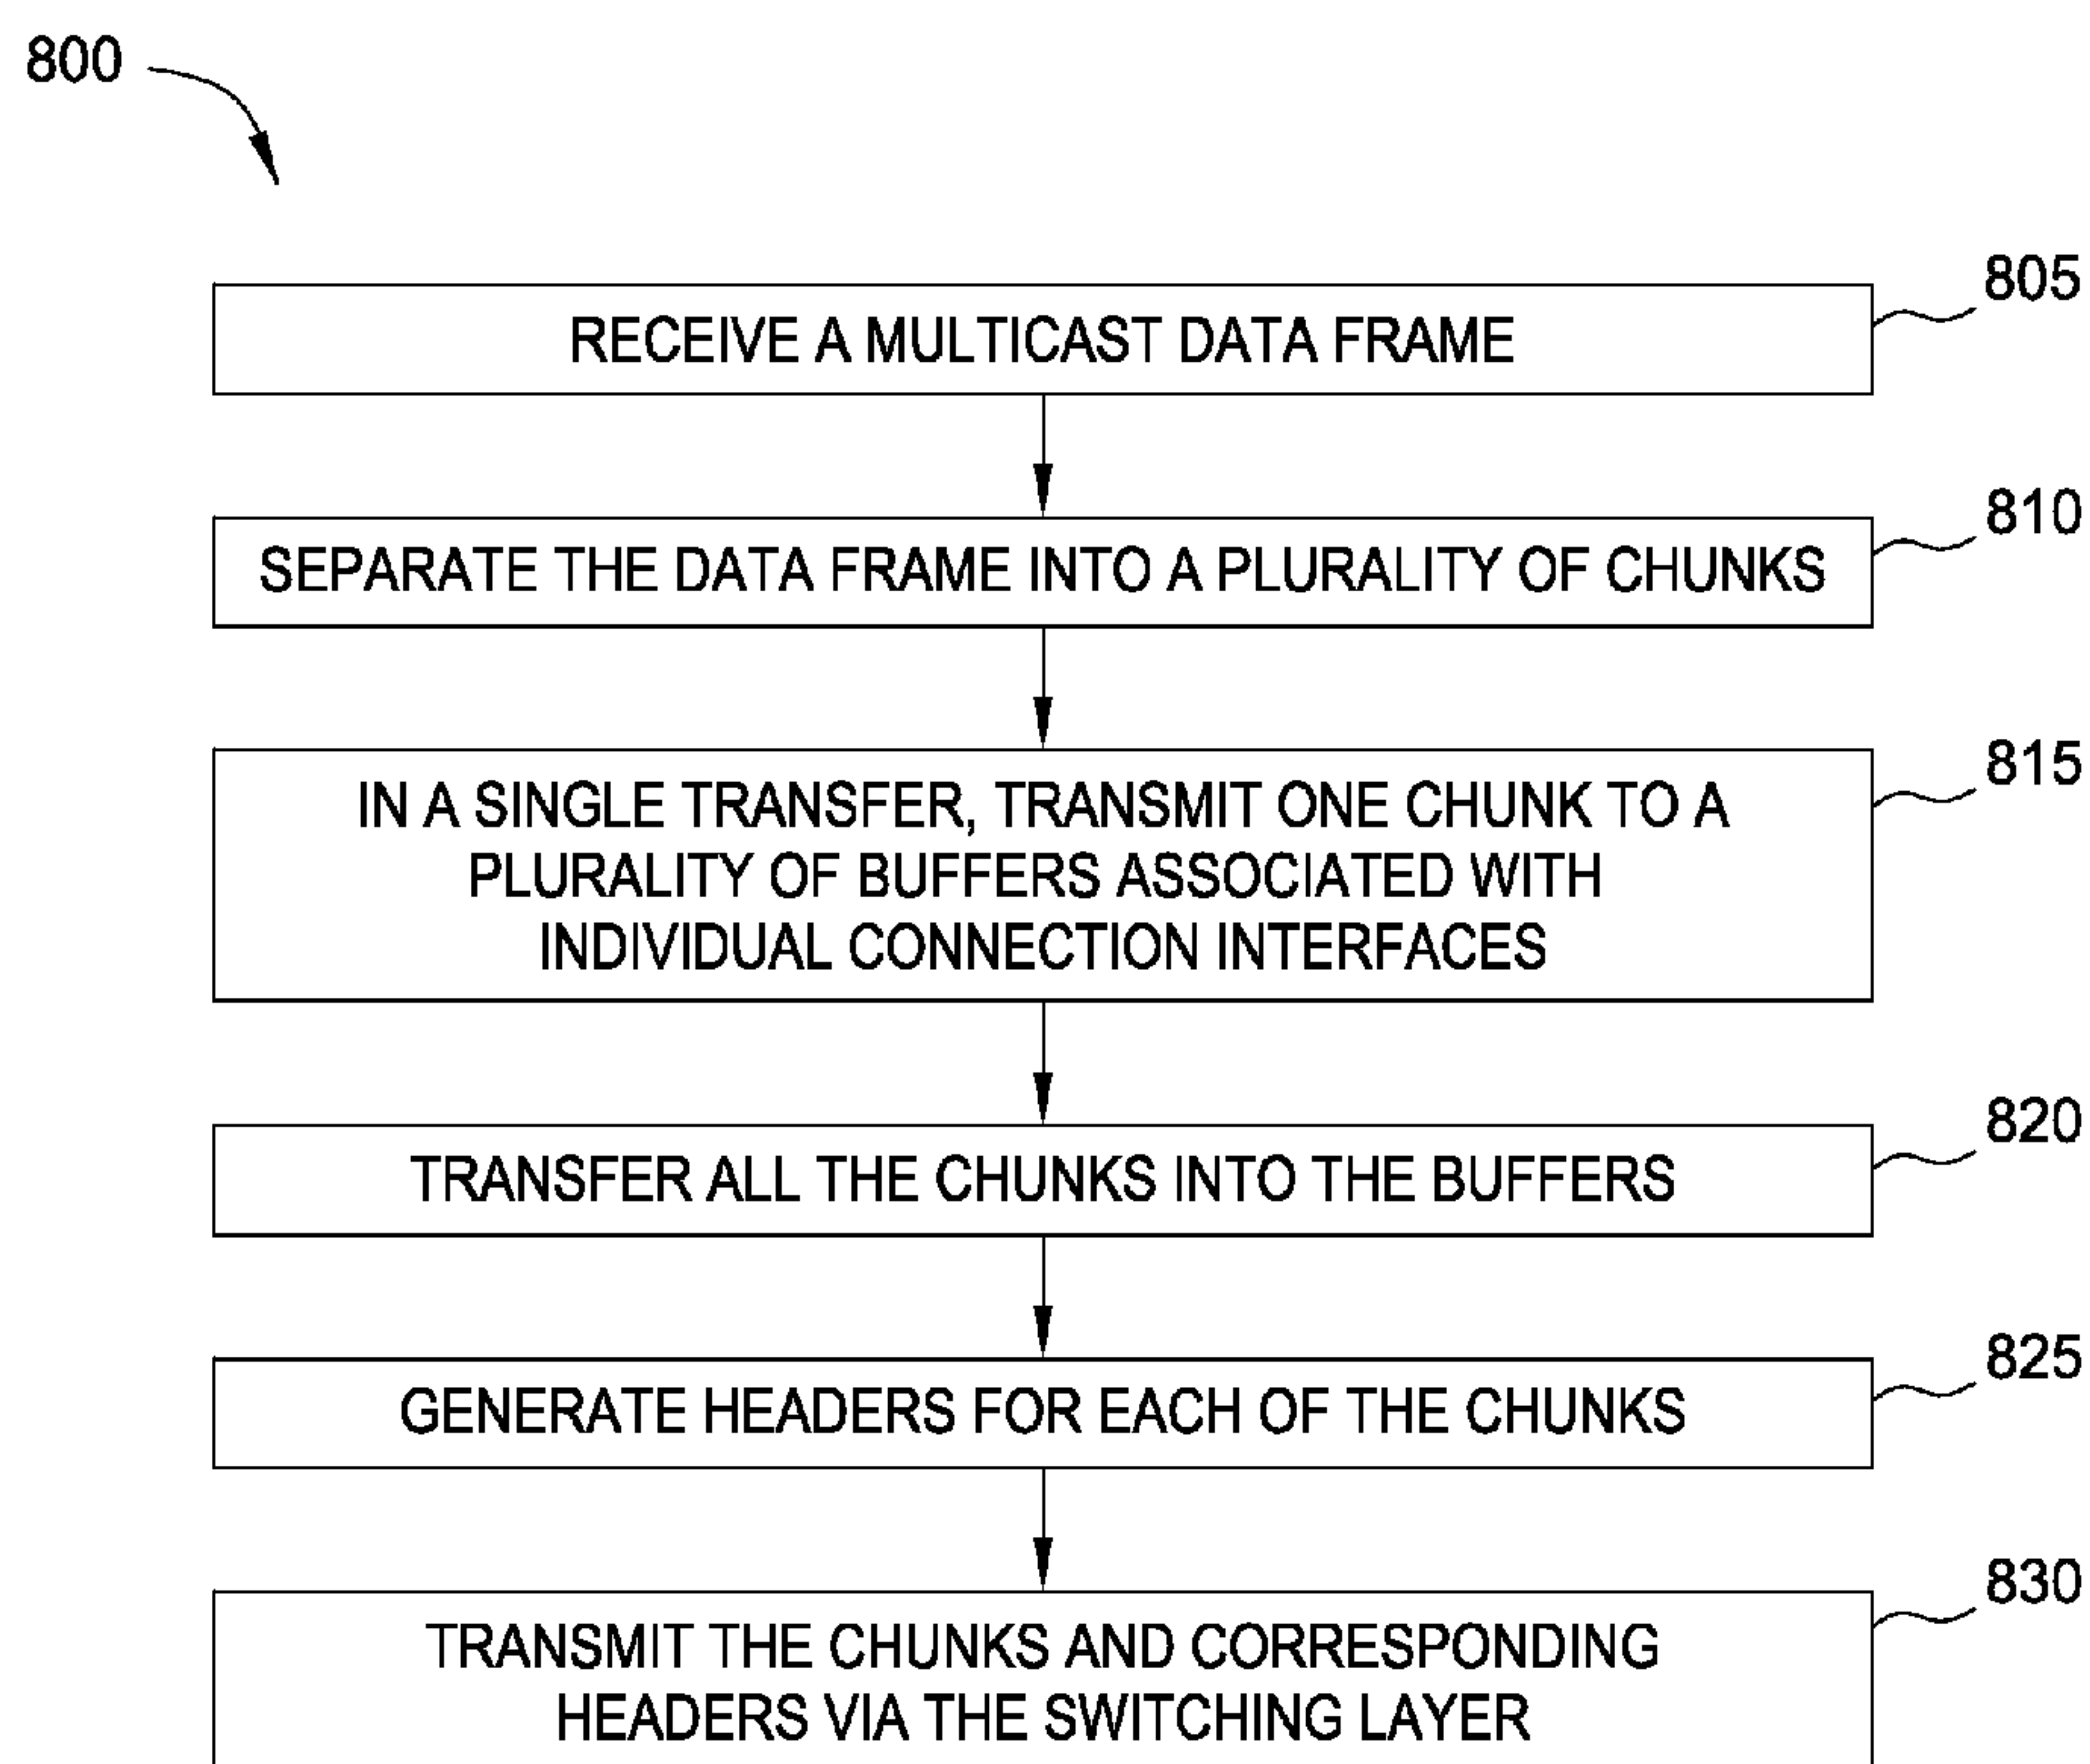 800
805
RECEIVE A MULTICAST DATA FRAME
810
SEPARATE THE DATA FRAME INTO A PLURALITY OF CHUNKS
815
IN A SINGLE TRANSFER, TRANSMIT ONE CHUNK TO A
PLURALITY OF BUFFERS ASSOCIATED WITH
INDIVIDUAL CONNECTION INTERFACES
820
TRANSFER ALL THE CHUNKS INTO THE BUFFERS
825
GENERATE HEADERS FOR EACH OF THE CHUNKS
830
TRANSMIT THE CHUNKS AND CORRESPONDING
HEADERS VIA THE SWITCHING LAYER